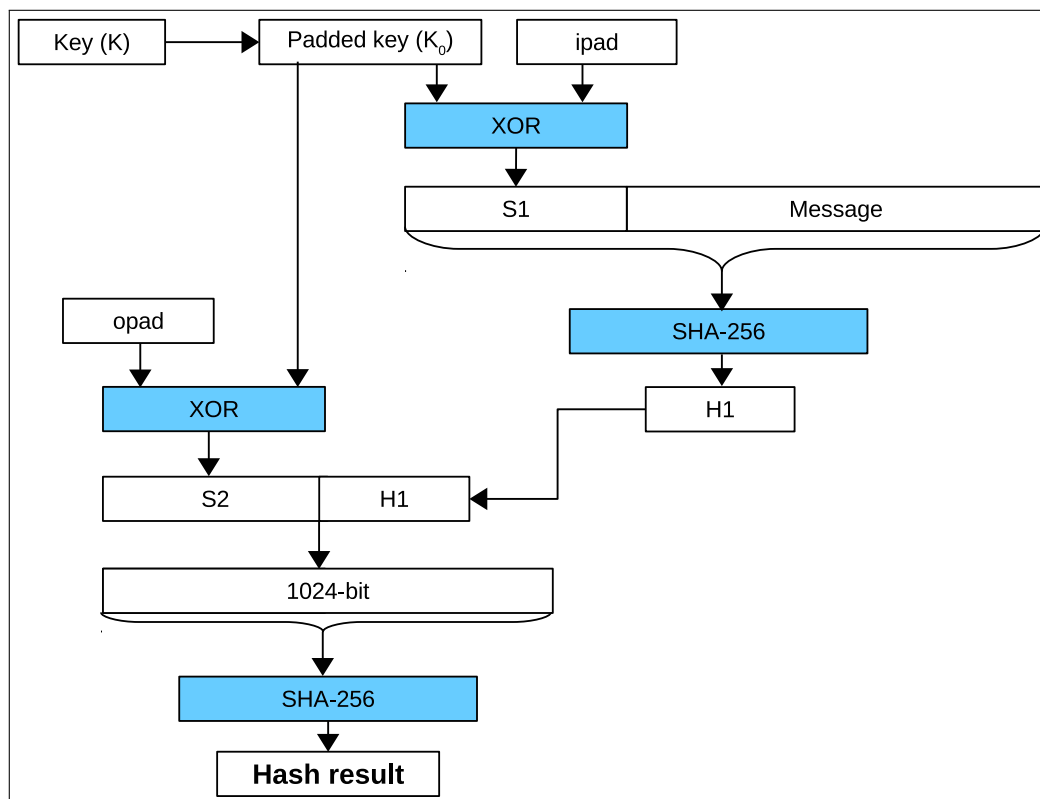 Key (K)
Padded key (K₀)
ipad
XOR
S1
Message
opad
SHA-256
XOR
H1
S2
H1
1024-bit
SHA-256
Hash result